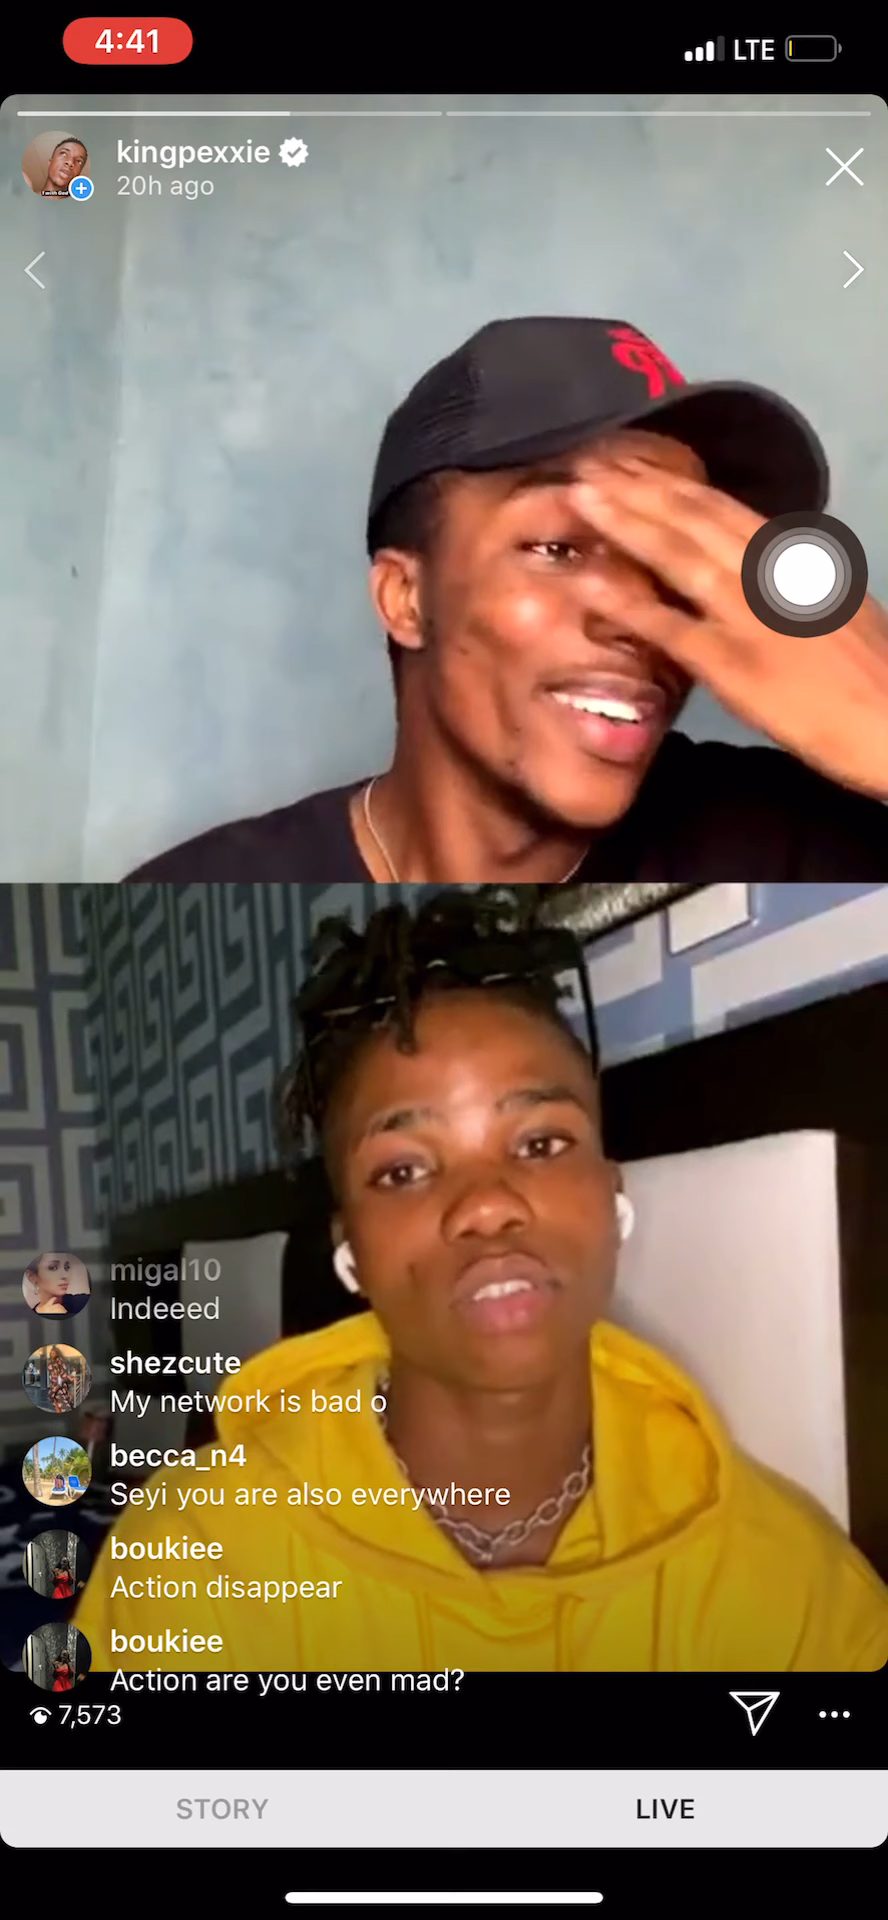 4:41
LTE
kingpexxie
20h ago
migal10
Indeeed
shezcute
My network is bad o
becca_n4
Seyi you are also everywhere
boukiee
Action disappear
boukiee
Action are you even mad?
7,573
STORY
LIVE